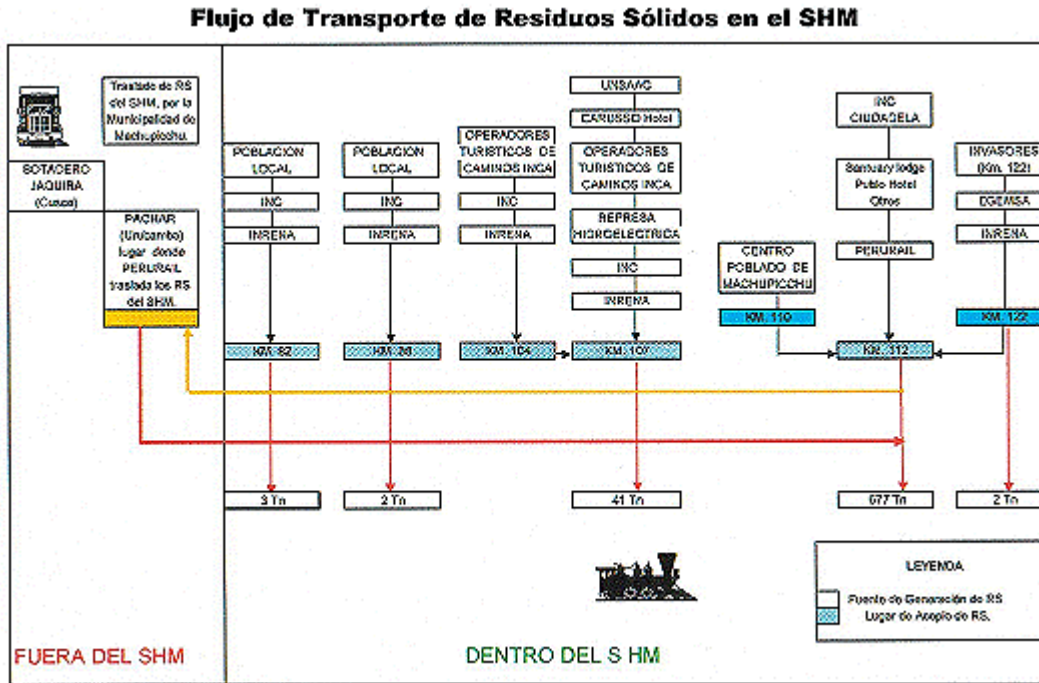 Flujo de Transporte de Residuos Sólidos en el SHM
Traslado de RS
del SHM, por la
Municipalidad de
Machupicchu.
BOTADERO
JAQUIRA
(Cusco)
PACHAR
(Urubamba)
lugar donde
PERURAIL
traslada los RS
del SHM.
POBLACION
LOCAL
INC
INRENA
KM. 82
3 Tn
POBLACION
LOCAL
INC
INRENA
2 Tn
OPERADORES
TURISTICOS DE
CAMINOS INCA
INC
INRENA
KM. 104
UNSAAC
CARUSSO Hotel
OPERADORES
TURISTICOS DE
CAMINOS INCA
REPRESA
HIDROELECTRICA
INC
INRENA
KM. 107
41 Tn
CENTRO
POBLADO DE
MACHUPICCHU
KM. 110
INC
CIUDADELA
Santuary lodge
Pueblo Hotel
Otros
PERURAIL
KM. 112
677 Tn
INVASORES
(Km. 122)
EGEMSA
INRENA
KM. 122
2 Tn
LEYENDA
Fuente de Generación de RS
Lugar de Acopio de RS.
FUERA DEL SHM
DENTRO DEL S HM